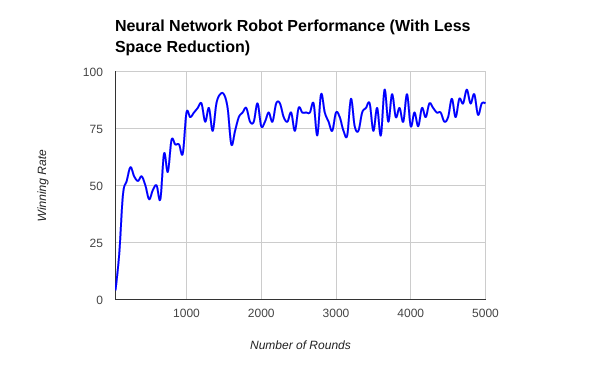 Neural Network Robot Performance (With Less
Space Reduction)
100
75
50
25
0
Winning Rate
1000 2000 3000 4000 5000
Number of Rounds